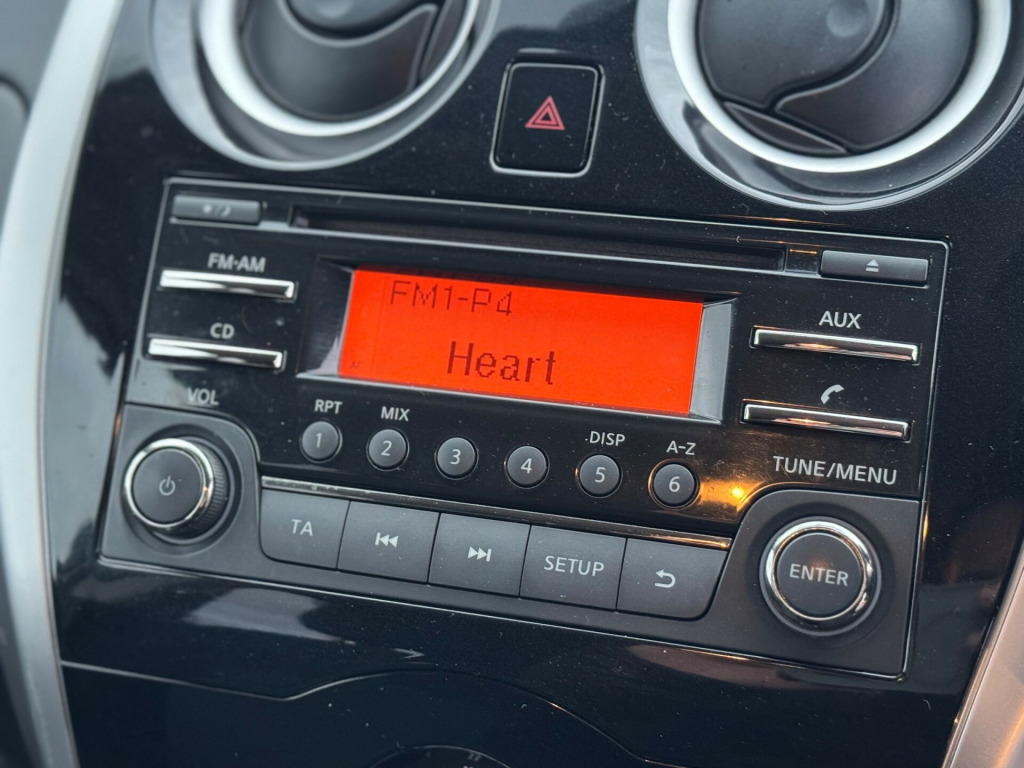 FM·AM
FM1-P4
AUX
CD
Heart
VOL
RPT
MIX
DISP
A-Z
TUNE/MENU
1
2
3
4
5
6
TA
SETUP
ENTER